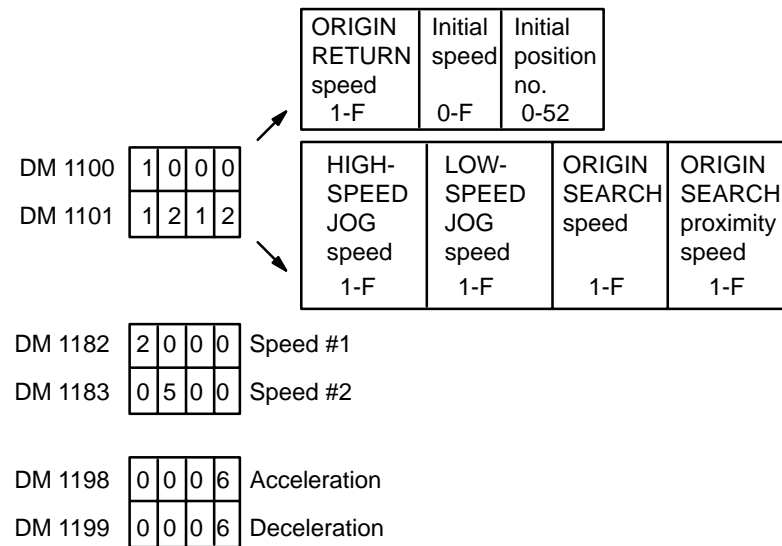 ORIGIN RETURN speed 1-F
Initial speed 0-F
Initial position no. 0-52
DM 1100 1 0 0 0
DM 1101 1 2 1 2
HIGH-SPEED JOG speed 1-F
LOW-SPEED JOG speed 1-F
ORIGIN SEARCH speed 1-F
ORIGIN SEARCH proximity speed 1-F
DM 1182 2 0 0 0 Speed #1
DM 1183 0 5 0 0 Speed #2
DM 1198 0 0 0 6 Acceleration
DM 1199 0 0 0 6 Deceleration